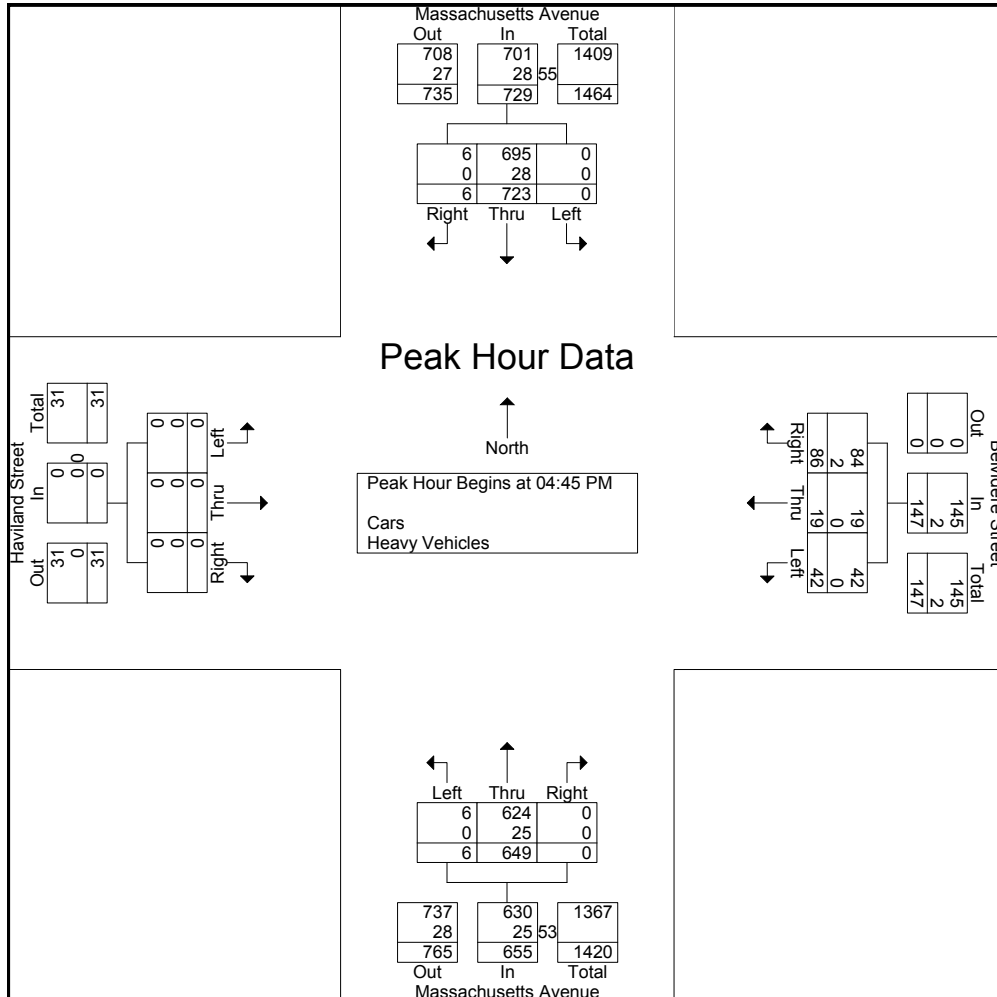 Massachusetts Avenue
Out In Total
708 701 1409
27 28 55
735 729 1464
6 695 0
0 28 0
6 723 0
Right Thru Left
Peak Hour Data
North
Peak Hour Begins at 04:45 PM
Cars
Heavy Vehicles
Haviland Street
Total In Out
31 0 31
0 0
31 0 31
Left Thru Right
0 0 0
0 0 0
0 0 0
Belvidere Street
Out In Total
0 145 145
0 2 2
0 147 147
84 19 42
2 0 0
86 19 42
Right Thru Left
Left Thru Right
6 624 0
0 25 0
6 649 0
737 630 1367
28 25 53
765 655 1420
Out In Total
Massachusetts Avenue